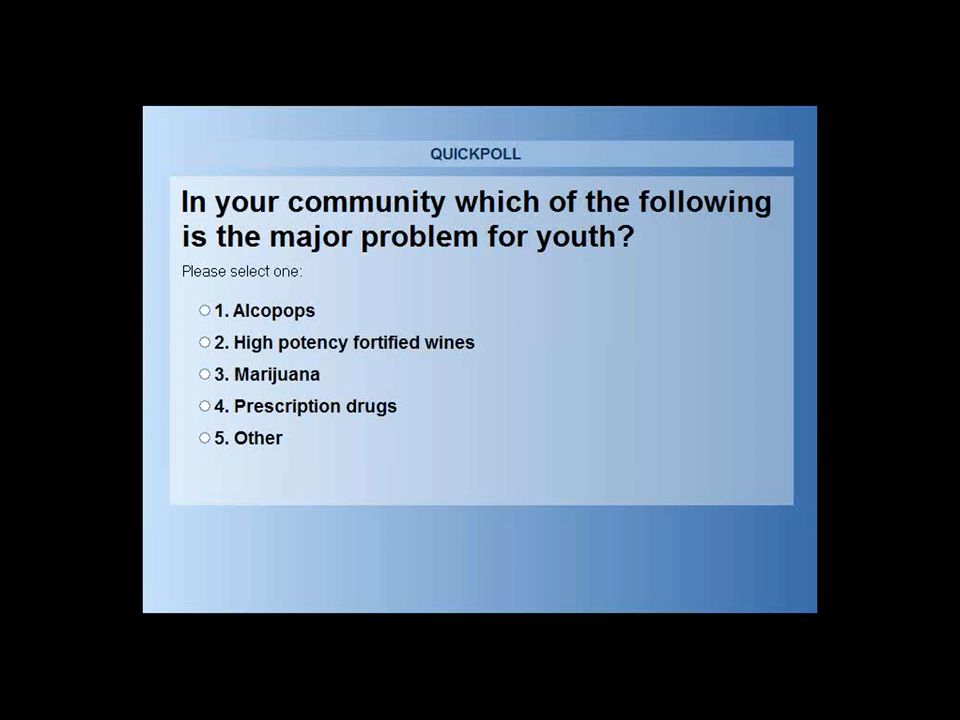 QUICKPOLL
In your community which of the following
is the major problem for youth?
Please select one:
1. Alcopops
2. High potency fortified wines
3. Marijuana
4. Prescription drugs
5. Other